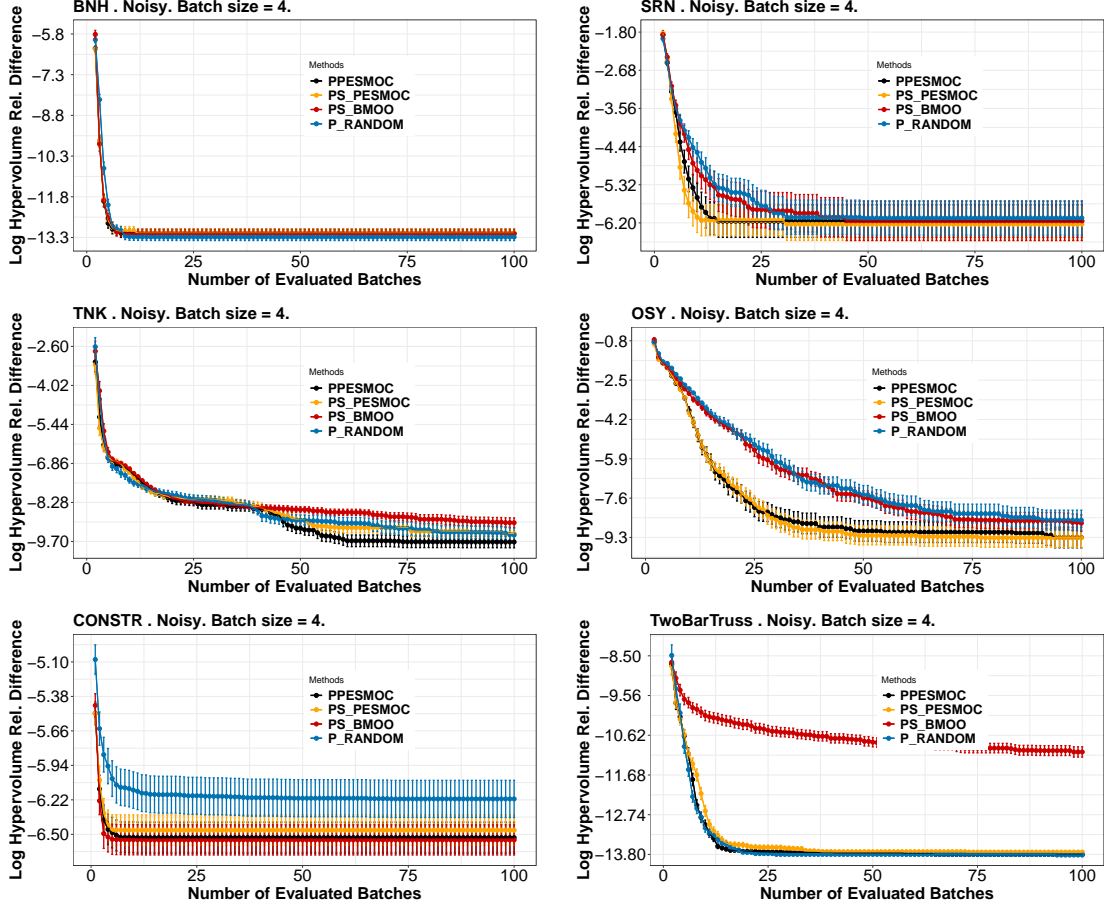 BNH . Noisy. Batch size = 4.
Log Hypervolume Rel. Difference
−5.8
−7.3
−8.8
−10.3
−11.8
−13.3
Methods
PPESMOC
PS_PESMOC
PS_BMOO
P_RANDOM
0
25
50
75
100
Number of Evaluated Batches
SRN . Noisy. Batch size = 4.
Log Hypervolume Rel. Difference
−1.80
−2.68
−3.56
−4.44
−5.32
−6.20
Methods
PPESMOC
PS_PESMOC
PS_BMOO
P_RANDOM
0
25
50
75
100
Number of Evaluated Batches
TNK . Noisy. Batch size = 4.
Log Hypervolume Rel. Difference
−2.60
−4.02
−5.44
−6.86
−8.28
−9.70
Methods
PPESMOC
PS_PESMOC
PS_BMOO
P_RANDOM
0
25
50
75
100
Number of Evaluated Batches
OSY . Noisy. Batch size = 4.
Log Hypervolume Rel. Difference
−0.8
−2.5
−4.2
−5.9
−7.6
−9.3
Methods
PPESMOC
PS_PESMOC
PS_BMOO
P_RANDOM
0
25
50
75
100
Number of Evaluated Batches
CONSTR . Noisy. Batch size = 4.
Log Hypervolume Rel. Difference
−5.10
−5.38
−5.66
−5.94
−6.22
−6.50
Methods
PPESMOC
PS_PESMOC
PS_BMOO
P_RANDOM
0
25
50
75
100
Number of Evaluated Batches
TwoBarTruss . Noisy. Batch size = 4.
Log Hypervolume Rel. Difference
−8.50
−9.56
−10.62
−11.68
−12.74
−13.80
Methods
PPESMOC
PS_PESMOC
PS_BMOO
P_RANDOM
0
25
50
75
100
Number of Evaluated Batches